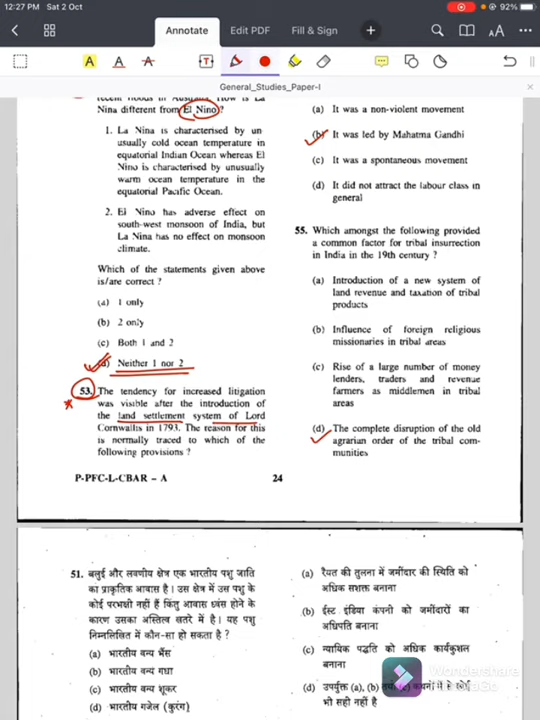 12:27 PM Sat 2 Oct
92%
Annotate
Edit PDF
Fill & Sign
General_Studies_Paper-I
Nina different from El Nino ?
1. La Nina is characterised by un-
usually cold ocean temperature in
equatorial Indian Ocean whereas El
Nino is characterised by unusually
warm ocean temperature in the
equatorial Pacific Ocean.
2. El Nino has adverse effect on
south-west monsoon of India, but
La Nina has no effect on monsoon
climate.
Which of the statements given above
is/are correct ?
(a) 1 only
(b) 2 only
(c) Both 1 and 2
(d) Neither 1 nor 2
53. The tendency for increased litigation
was visible after the introduction of
the land settlement system of Lord
Cornwallis in 1793. The reason for this
is normally traced to which of the
following provisions ?
(a) It was a non-violent movement
(b) It was led by Mahatma Gandhi
(c) It was a spontaneous movement
(d) It did not attract the labour class in
general
55. Which amongst the following provided
a common factor for tribal insurrection
in India in the 19th century ?
(a) Introduction of a new system of
land revenue and taxation of tribal
products
(b) Influence of foreign religious
missionaries in tribal areas
(c) Rise of a large number of money
lenders, traders and revenue
farmers as middlemen in tribal
areas
(d) The complete disruption of the old
agrarian order of the tribal com-
munities
P-PFC-L-CBAR – A
24
51. बलुई और लवणीय क्षेत्र एक भारतीय पशु जाति
का प्राकृतिक आवास है। उस क्षेत्र में उस पशु के
कोई परभक्षी नहीं हैं किंतु आवास ध्वंस होने के
कारण उसका अस्तित्व खतरे में है। यह पशु
निम्नलिखित में कौन-सा हो सकता है ?
(a) भारतीय वन्य भैंस
(b) भारतीय वन्य गधा
(c) भारतीय वन्य शूकर
(d) भारतीय गजेल (कुरंग)
(a) रैयत की तुलना में जमींदार की स्थिति को
अधिक सशक्त बनाना
(b) ईस्ट इंडिया कंपनी को जमींदारों का
अधिपति बनाना
(c) न्यायिक पद्धति को अधिक कार्यकुशल
बनाना
(d) उपर्युक्त (a), (b) तथा (c) कथनों में से कोई
भी सही नहीं है
Wondershare